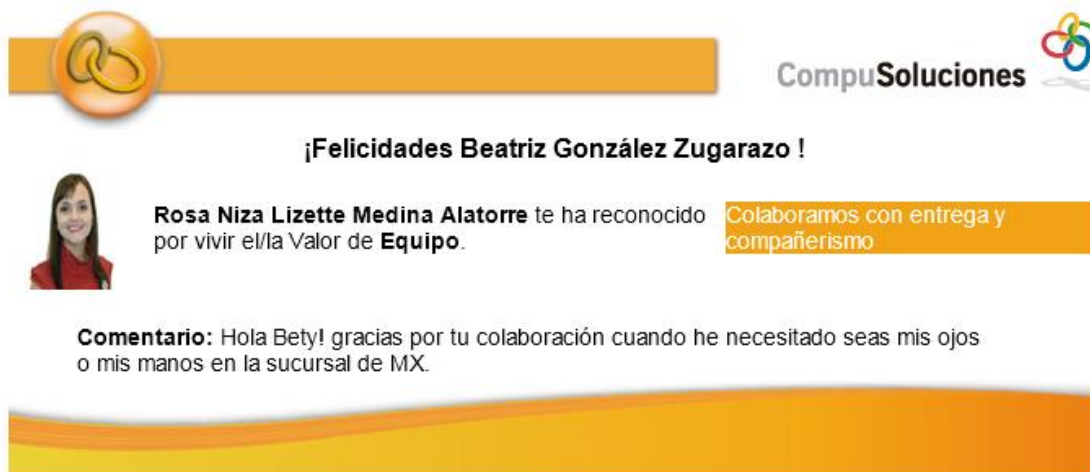 CompuSoluciones
¡Felicidades Beatriz González Zugarazo !
Rosa Niza Lizette Medina Alatorre te ha reconocido
por vivir el/la Valor de Equipo.
Colaboramos con entrega y
compañerismo
Comentario: Hola Bety! gracias por tu colaboración cuando he necesitado seas mis ojos
o mis manos en la sucursal de MX.